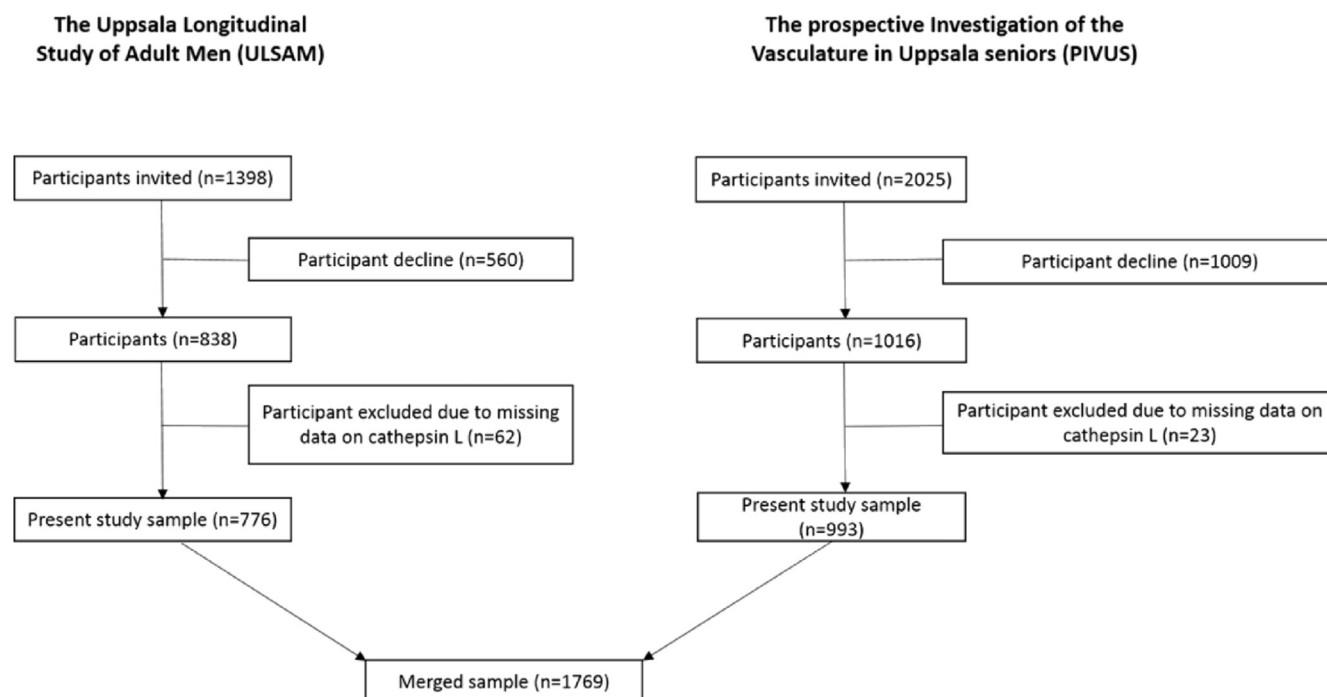 The Uppsala Longitudinal
Study of Adult Men (ULSAM)
Participants invited (n=1398)
Participant decline (n=560)
Participants (n=838)
Participant excluded due to missing
data on cathepsin L (n=62)
Present study sample (n=776)
The prospective Investigation of the
Vasculature in Uppsala seniors (PIVUS)
Participants invited (n=2025)
Participant decline (n=1009)
Participants (n=1016)
Participant excluded due to missing data on
cathepsin L (n=23)
Present study sample
(n=993)
Merged sample (n=1769)